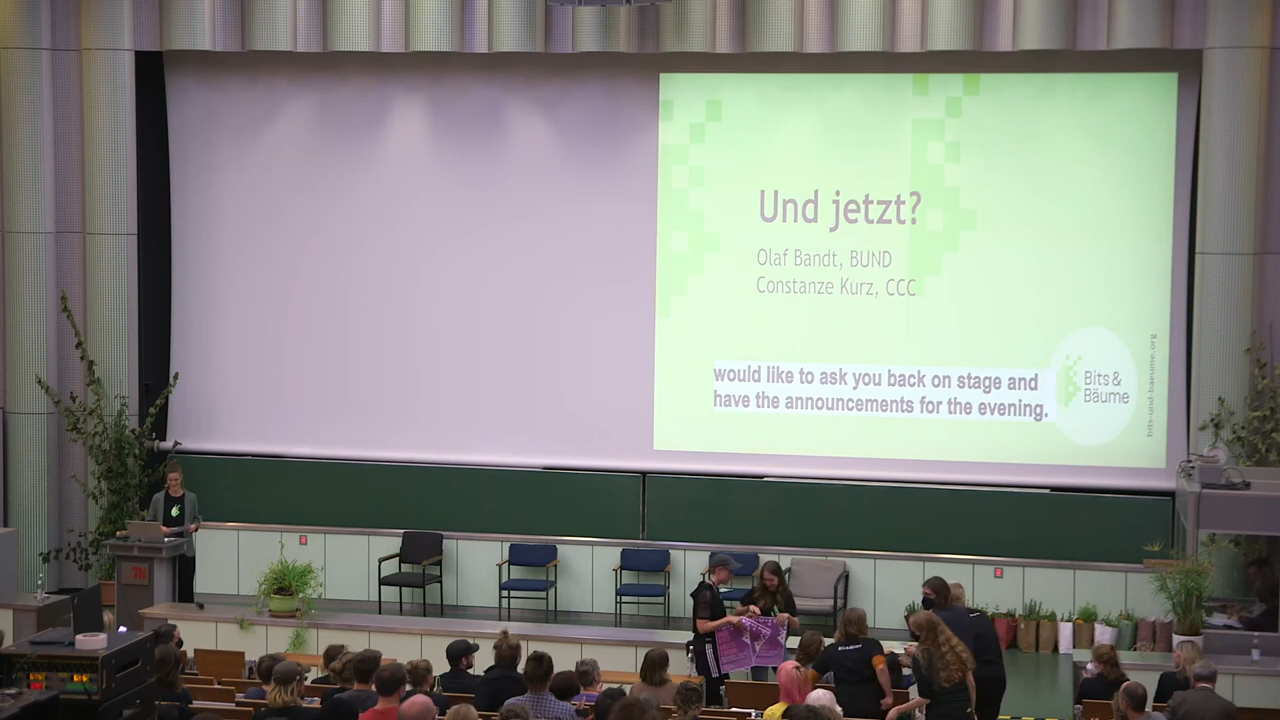 Und jetzt?
Olaf Bandt, BUND
Constanze Kurz, CCC
would like to ask you back on stage and
have the announcements for the evening.
Bits &
Bäume
bits-und-baeume.org